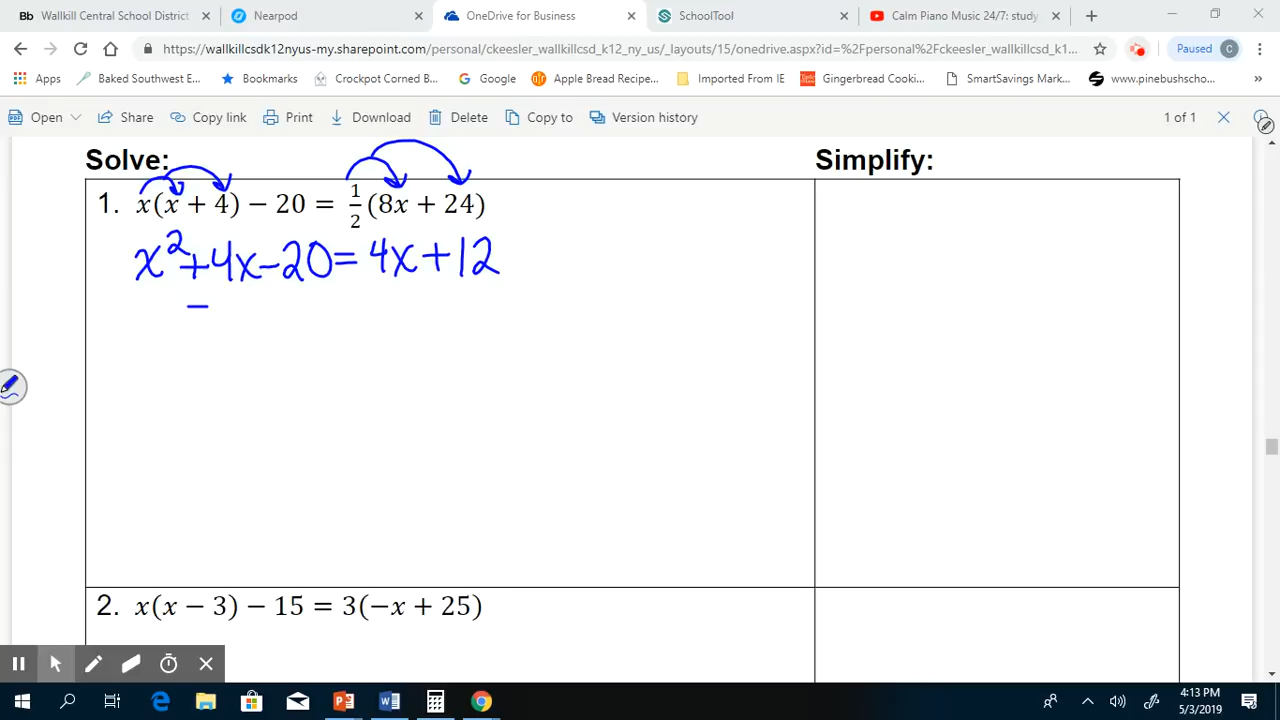 Bb Wallkill Central School District
Nearpod
OneDrive for Business
SchoolTool
Calm Piano Music 24/7: study
https://wallkillcsdk12nyus-my.sharepoint.com/personal/ckeesler_wallkillcsd_k12_ny_us/_layouts/15/onedrive.aspx?id=%2Fpersonal%2Fckeesler_wallkillcsd_k1...
Paused C
Apps
Baked Southwest E...
Bookmarks
Crockpot Corned B...
Google
Apple Bread Recipe...
Imported From IE
Gingerbread Cooki...
SmartSavings Mark...
www.pinebushscho...
»
Open
Share
Copy link
Print
Download
Delete
Copy to
Version history
1 of 1
Solve:
Simplify:
1. x(x + 4) − 20 = 1/2 (8x + 24)
x²+4x−20=4x+12
−
2. x(x − 3) − 15 = 3(−x + 25)
4:13 PM
5/3/2019